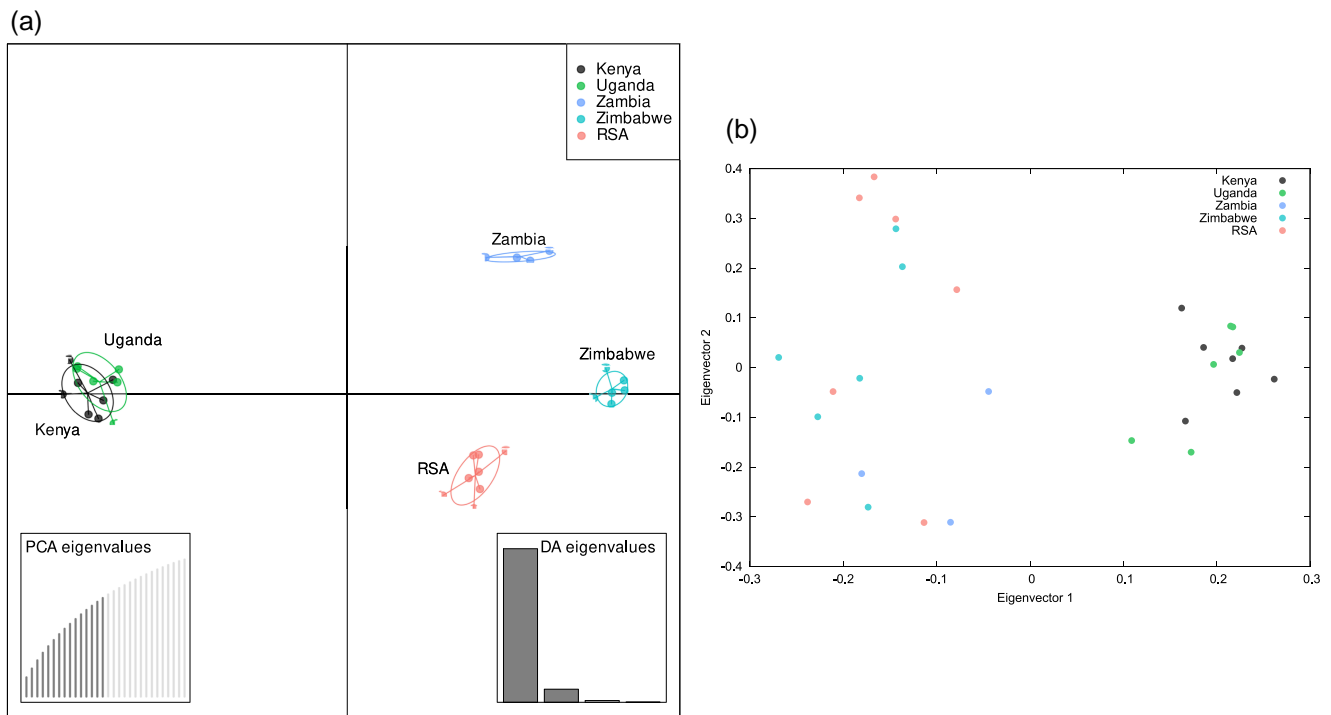 (a)
Kenya
Uganda
Zambia
Zimbabwe
RSA
Zambia
Uganda
Zimbabwe
Kenya
RSA
PCA eigenvalues
DA eigenvalues
(b)
Kenya
Uganda
Zambia
Zimbabwe
RSA
0.4
0.3
0.2
0.1
0
-0.1
-0.2
-0.3
-0.4
Eigenvector 2
-0.3 -0.2 -0.1 0 0.1 0.2 0.3
Eigenvector 1